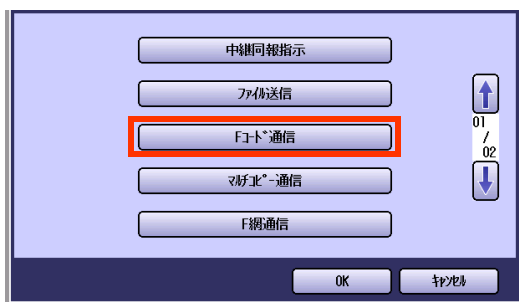 中継同報指示
ﾌｧｲﾙ送信
Fｺｰﾄﾞ通信
ﾏﾙﾁｺﾋﾟｰ通信
F網通信
01
/
02
OK
ｷｬﾝｾﾙ